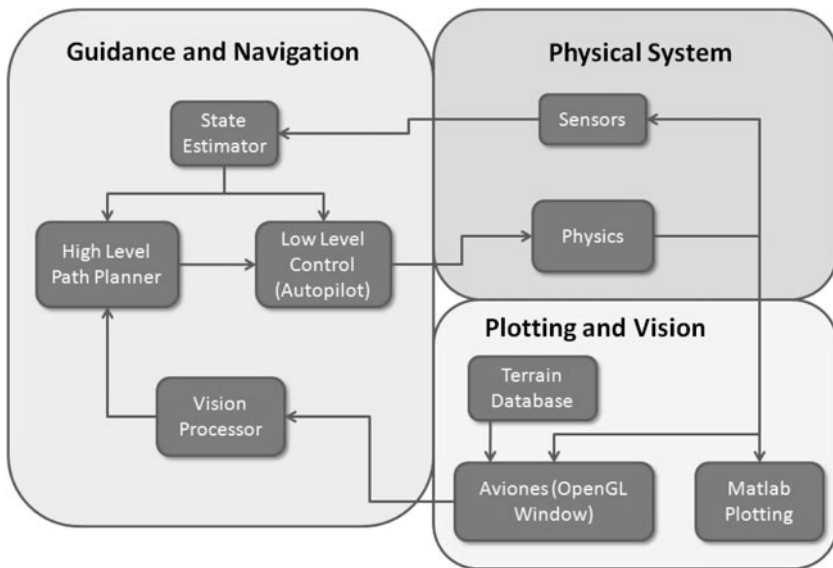 Guidance and Navigation
Physical System
State
Estimator
Sensors
High Level
Path Planner
Low Level
Control
(Autopilot)
Physics
Plotting and Vision
Vision
Processor
Terrain
Database
Aviones (OpenGL
Window)
Matlab
Plotting